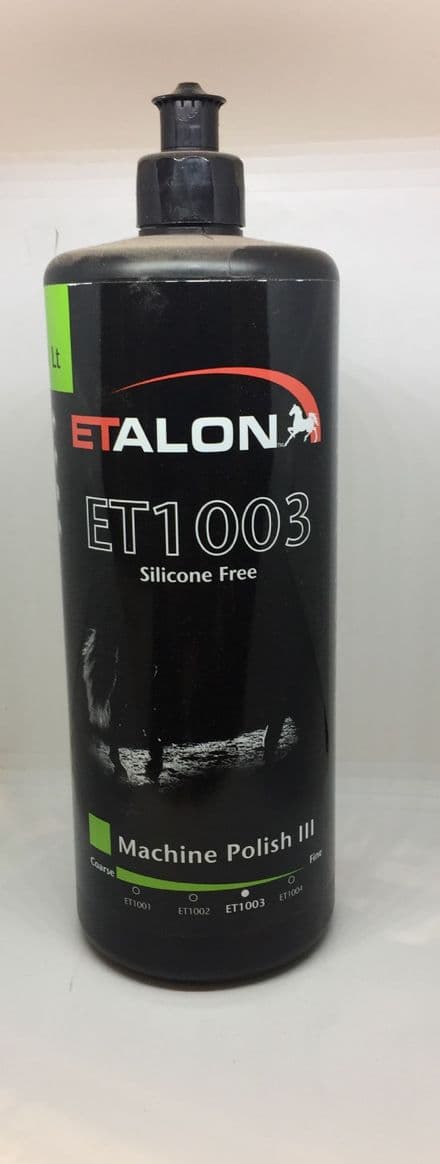 Lt
ETALON
ET1003
Silicone Free
Machine Polish III
Coarse
Fine
ET1001
ET1002
ET1003
ET1004